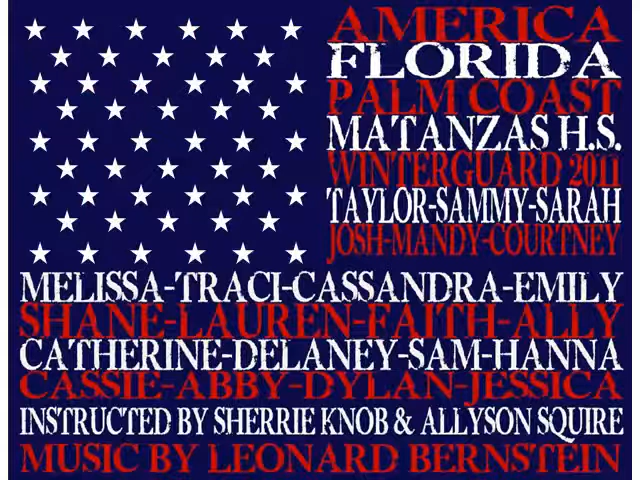 AMERICA
FLORIDA
PALM COAST
MATANZAS H.S.
WINTERGUARD 2011
TAYLOR-SAMMY-SARAH
JOSH-MANDY-COURTNEY
MELISSA-TRACI-CASSANDRA-EMILY
SHANE-LAUREN-FAITH-ALLY
CATHERINE-DELANEY-SAM-HANNA
CASSIE-ABBY-DYLAN-JESSICA
INSTRUCTED BY SHERRIE KNOB & ALLYSON SQUIRE
MUSIC BY LEONARD BERNSTEIN